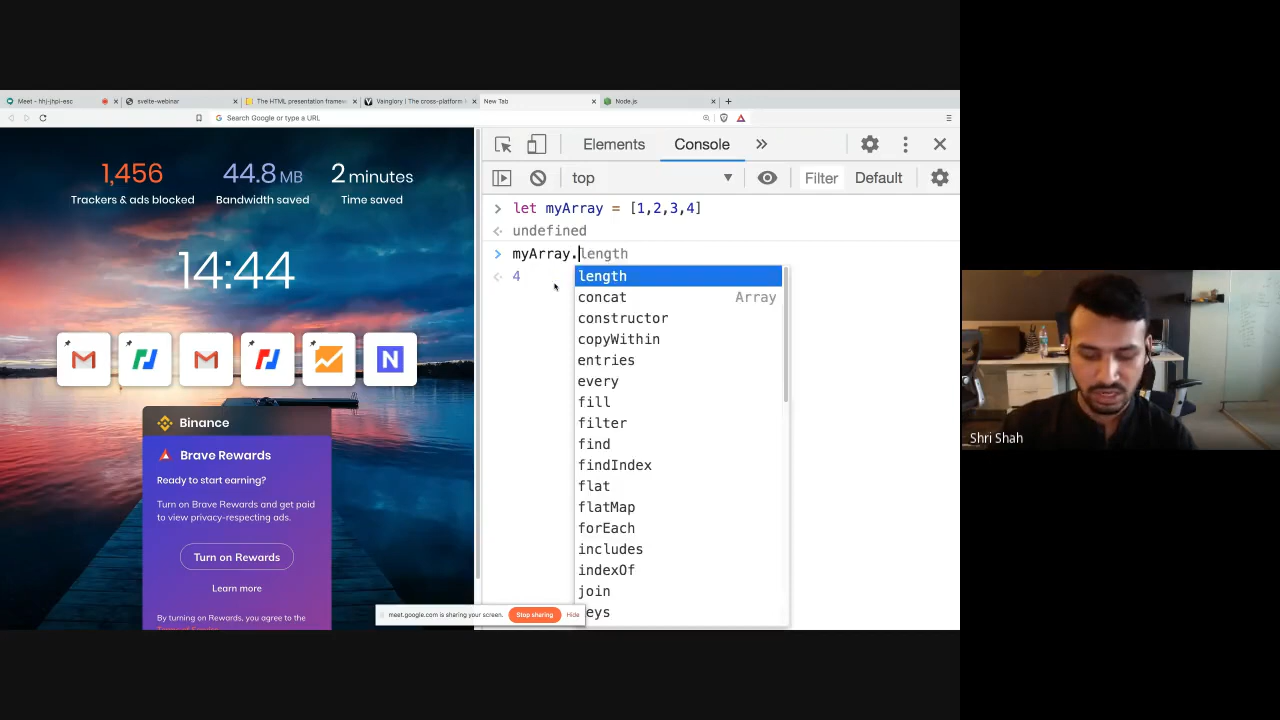 Meet - hhj-jhpi-esc
svelte-webinar
The HTML presentation framew
Vainglory | The cross-platform
New Tab
Node.js
Search Google or type a URL
1,456
Trackers & ads blocked
44.8 MB
Bandwidth saved
2 minutes
Time saved
14:44
Binance
Brave Rewards
Ready to start earning?
Turn on Brave Rewards and get paid
to view privacy-respecting ads.
Turn on Rewards
Learn more
By turning on Rewards, you agree to the
Terms of Service
meet.google.com is sharing your screen.
Stop sharing
Hide
Elements
Console
top
Filter
Default
let myArray = [1,2,3,4]
undefined
myArray.length
4
length
concat Array
constructor
copyWithin
entries
every
fill
filter
find
findIndex
flat
flatMap
forEach
includes
indexOf
join
eys
Shri Shah